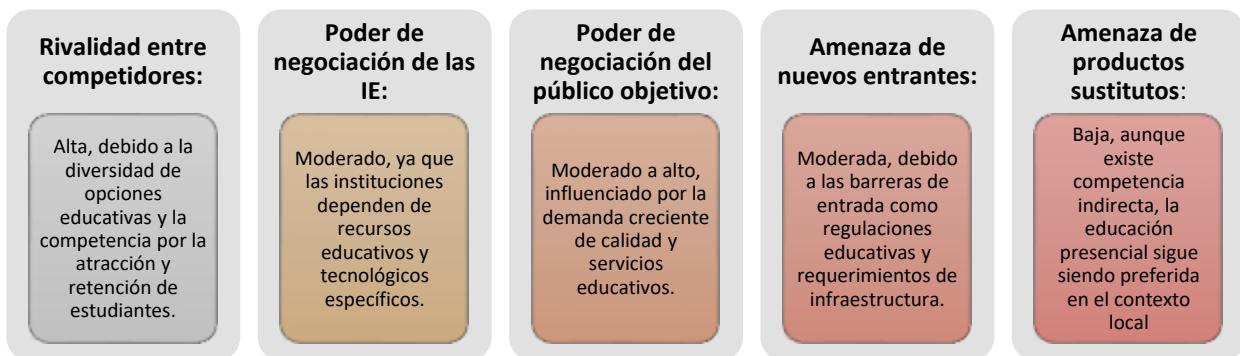 Rivalidad entre
competidores:
Alta, debido a la
diversidad de
opciones
educativas y la
competencia por la
atracción y
retención de
estudiantes.
Poder de
negociación de las
IE:
Moderado, ya que
las instituciones
dependen de
recursos
educativos y
tecnológicos
específicos.
Poder de
negociación del
público objetivo:
Moderado a alto,
influenciado por la
demanda creciente
de calidad y
servicios
educativos.
Amenaza de
nuevos entrantes:
Moderada, debido
a las barreras de
entrada como
regulaciones
educativas y
requerimientos de
infraestructura.
Amenaza de
productos
sustitutos:
Baja, aunque
existe
competencia
indirecta, la
educación
presencial sigue
siendo preferida
en el contexto
local